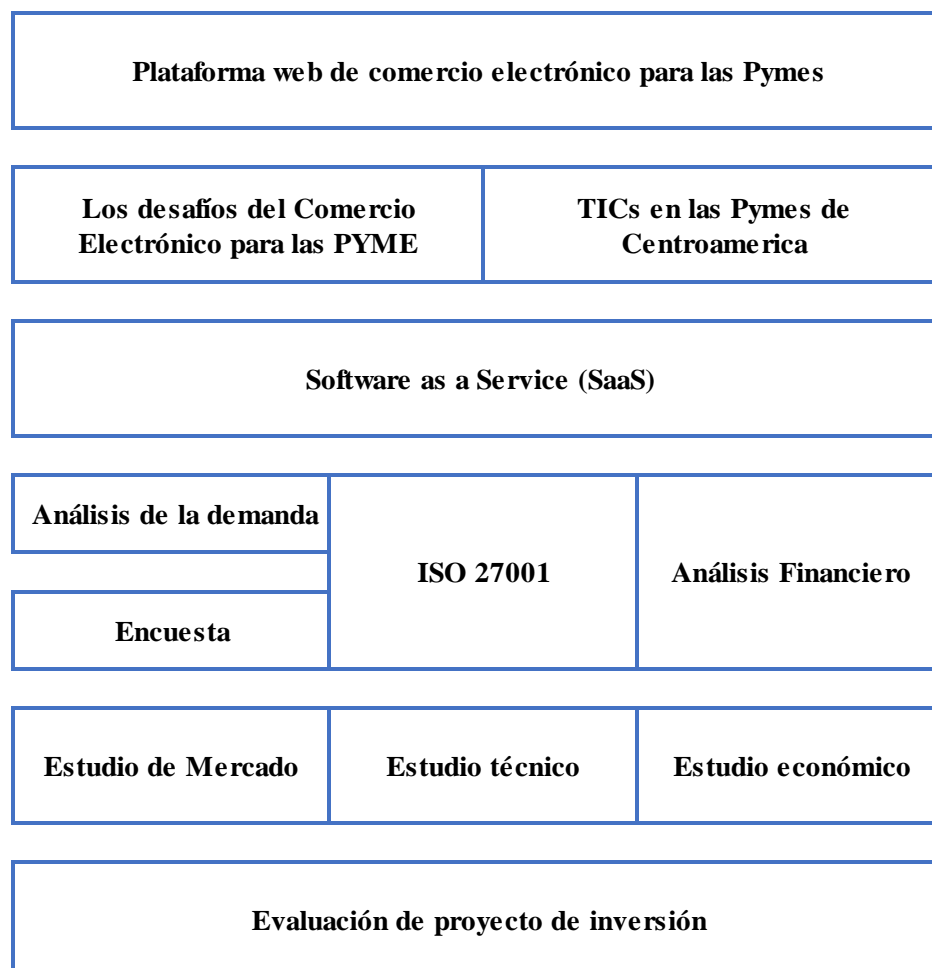 Plataforma web de comercio electrónico para las Pymes
Los desafíos del Comercio
Electrónico para las PYME
TICs en las Pymes de
Centroamerica
Software as a Service (SaaS)
Análisis de la demanda
Encuesta
ISO 27001
Análisis Financiero
Estudio de Mercado
Estudio técnico
Estudio económico
Evaluación de proyecto de inversión